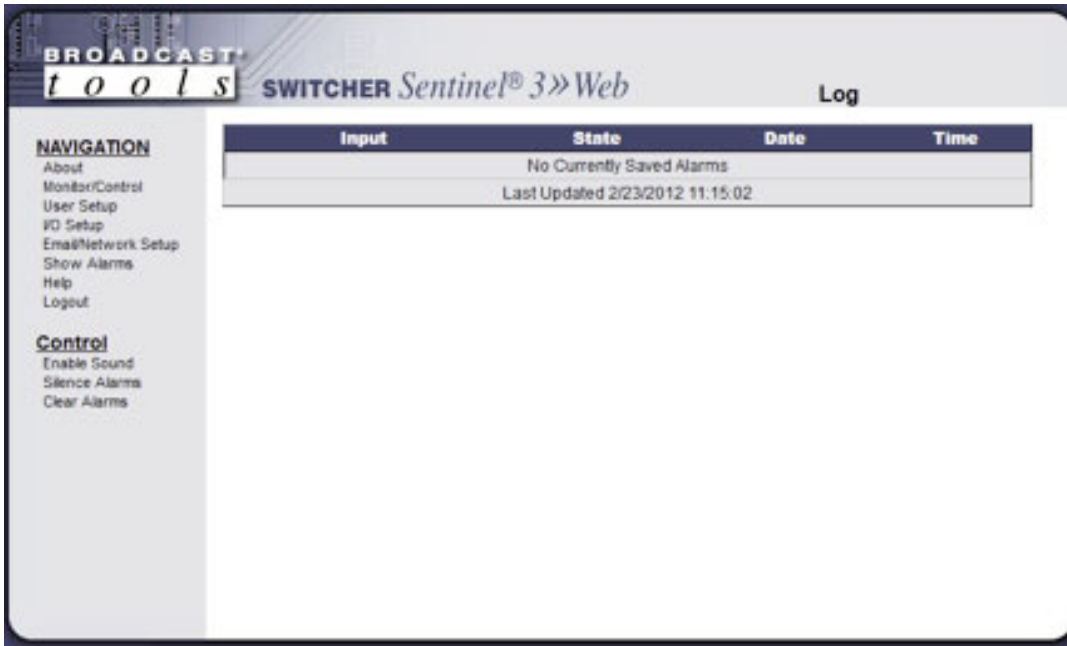 BROADCAST®
tools
SWITCHER Sentinel® 3» Web
Log
NAVIGATION
About
Monitor/Control
User Setup
I/O Setup
Email/Network Setup
Show Alarms
Help
Logout
Control
Enable Sound
Silence Alarms
Clear Alarms
Input State Date Time
No Currently Saved Alarms
Last Updated 2/23/2012 11:15:02